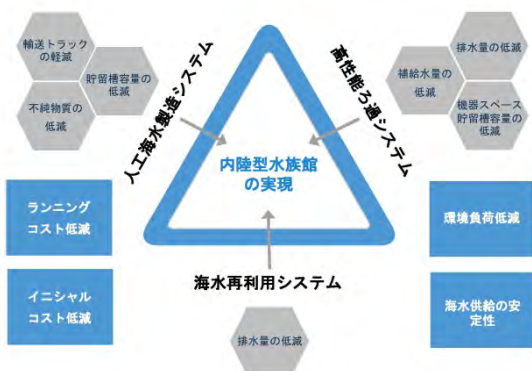 輸送トラック
の軽減
貯留槽容量の
低減
不純物質の
低減
人工海水製造システム
高性能ろ過システム
排水量の低減
補給水量の
低減
機器スペース
貯留槽容量の
低減
内陸型水族館
の実現
ランニング
コスト低減
イニシャル
コスト低減
環境負荷低減
海水供給の安
定性
海水再利用システム
排水量の低減